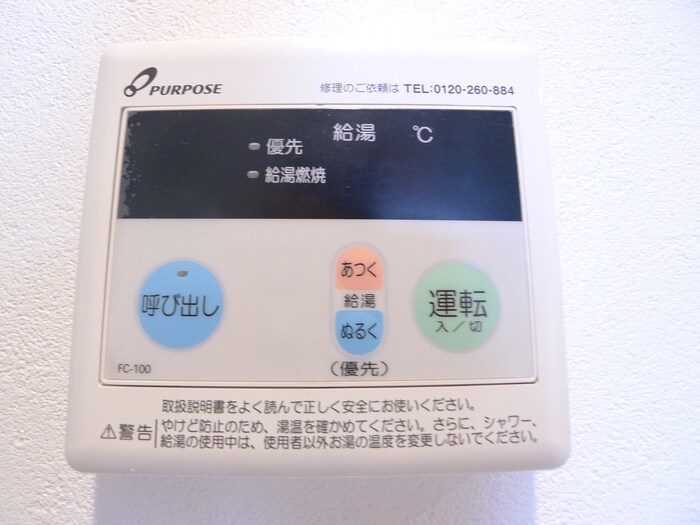 PURPOSE
修理のご依頼は TEL:0120-260-884
給湯 ℃
優先
給湯燃焼
呼び出し
あつく
給湯
ぬるく
(優先)
運転
入/切
FC-100
取扱説明書をよく読んで正しく安全にお使いください。
⚠警告
やけど防止のため、湯温を確かめてください。さらに、シャワー、
給湯の使用中は、使用者以外お湯の温度を変更しないでください。